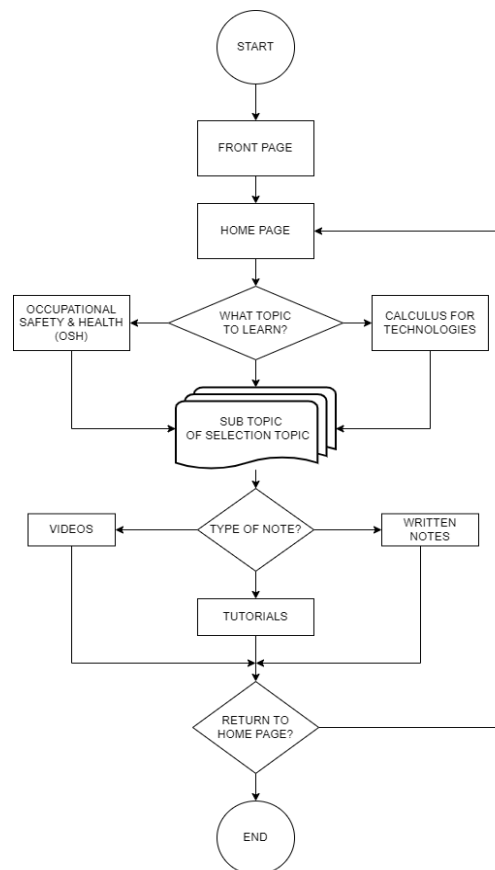 START
FRONT PAGE
HOME PAGE
OCCUPATIONAL
SAFETY & HEALTH
(OSH)
WHAT TOPIC
TO LEARN?
CALCULUS FOR
TECHNOLOGIES
SUB TOPIC
OF SELECTION TOPIC
VIDEOS
TYPE OF NOTE?
WRITTEN
NOTES
TUTORIALS
RETURN TO
HOME PAGE?
END